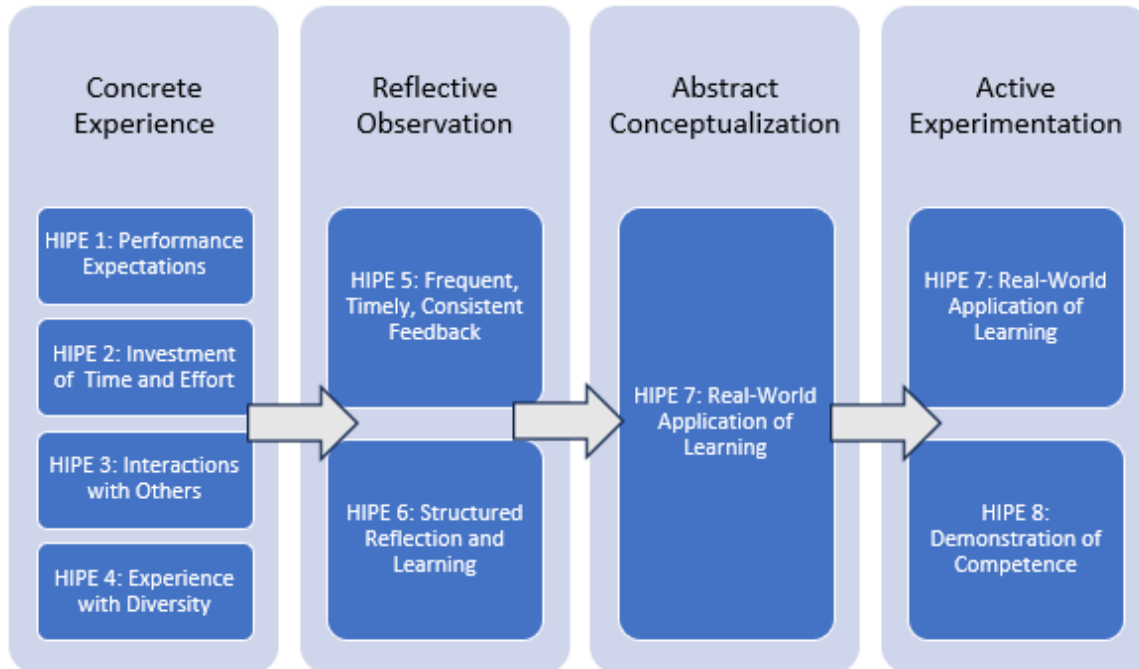 Concrete
Experience
HIPE 1: Performance
Expectations
HIPE 2: Investment
of Time and Effort
HIPE 3: Interactions
with Others
HIPE 4: Experience
with Diversity
Reflective
Observation
HIPE 5: Frequent,
Timely, Consistent
Feedback
HIPE 6: Structured
Reflection and
Learning
Abstract
Conceptualization
HIPE 7: Real-World
Application of
Learning
Active
Experimentation
HIPE 7: Real-World
Application of
Learning
HIPE 8:
Demonstration of
Competence